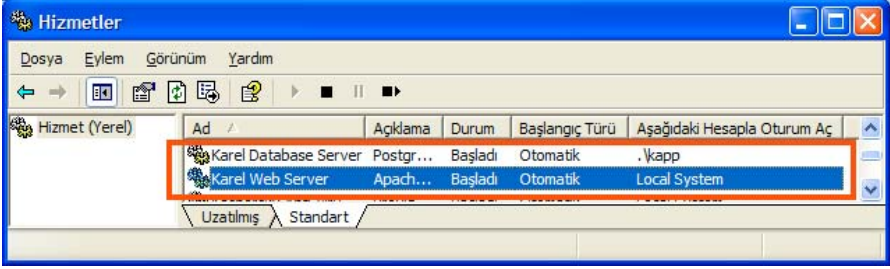 Hizmetler
Dosya Eylem Görünüm Yardım
Hizmet (Yerel)
Ad Açıklama Durum Başlangıç Türü Aşağıdaki Hesapla Oturum Aç
Karel Database Server Postgr... Başladı Otomatik .\kapp
Karel Web Server Apach... Başladı Otomatik Local System
Uzatılmış Standart